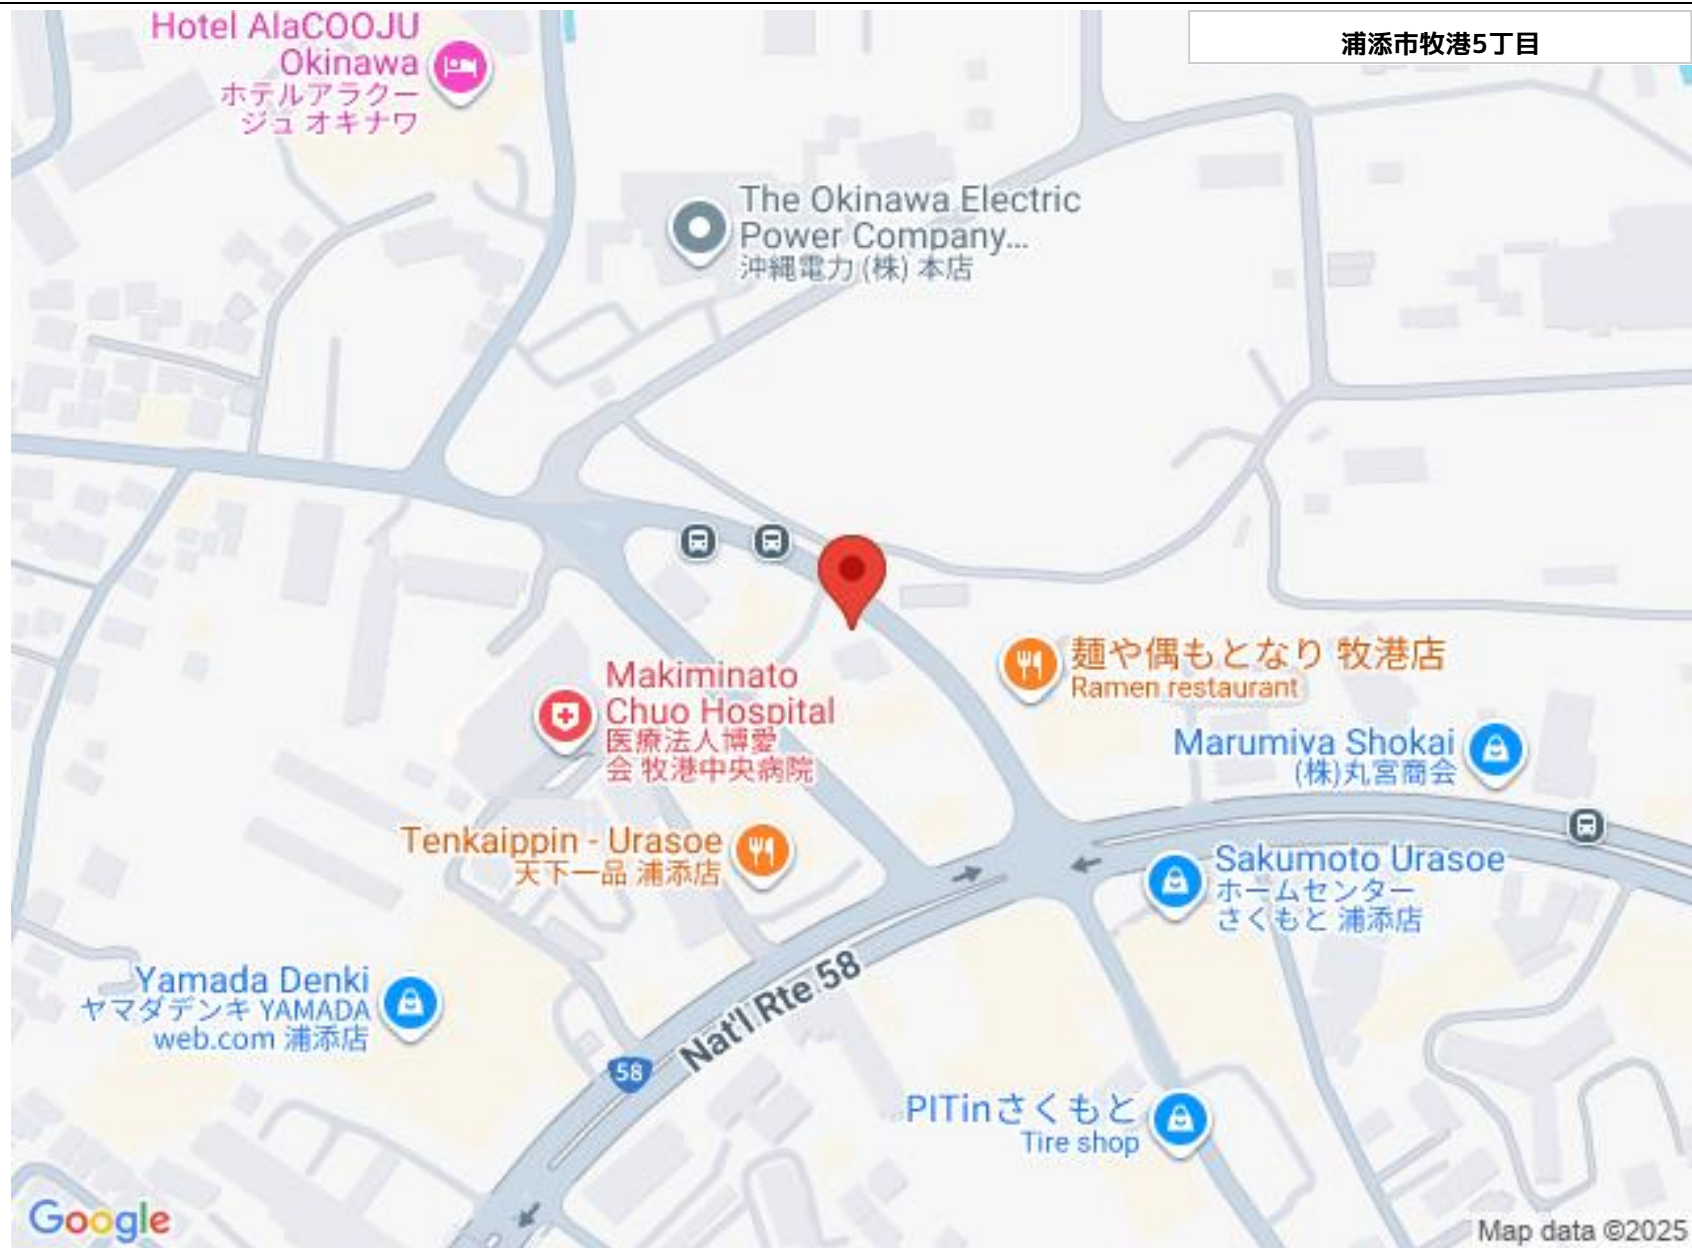 浦添市牧港5丁目
Hotel AlaCOOJU
Okinawa
ホテルアラクー
ジュ オキナワ
The Okinawa Electric
Power Company...
沖縄電力 (株) 本店
麺や偶もとなり 牧港店
Ramen restaurant
Makiminato
Chuo Hospital
医療法人博愛
会 牧港中央病院
Marumiya Shokai
(株)丸宮商会
Tenkaippin - Urasoe
天下一品 浦添店
Sakumoto Urasoe
ホームセンター
さくもと 浦添店
Yamada Denki
ヤマダデンキ YAMADA
web.com 浦添店
Nat'l Rte 58
58
PITinさくもと
Tire shop
Google
Map data ©2025